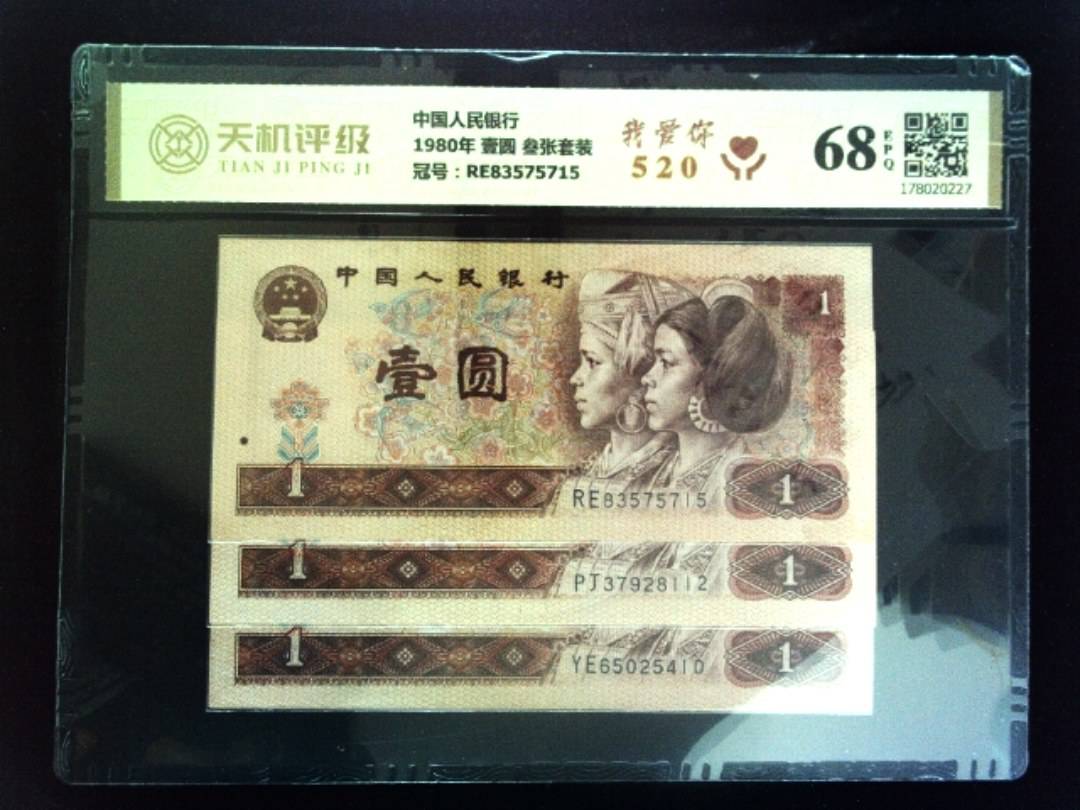 天机评级
TIAN JI PING JI
中国人民银行
1980年 壹圆 叁张套装
冠号：RE83575715
我爱你
520
68
EPQ
178020227
中国人民银行
1
壹圆
1
RE83575715
1
1
PJ37928112
1
1
YE65025410
1